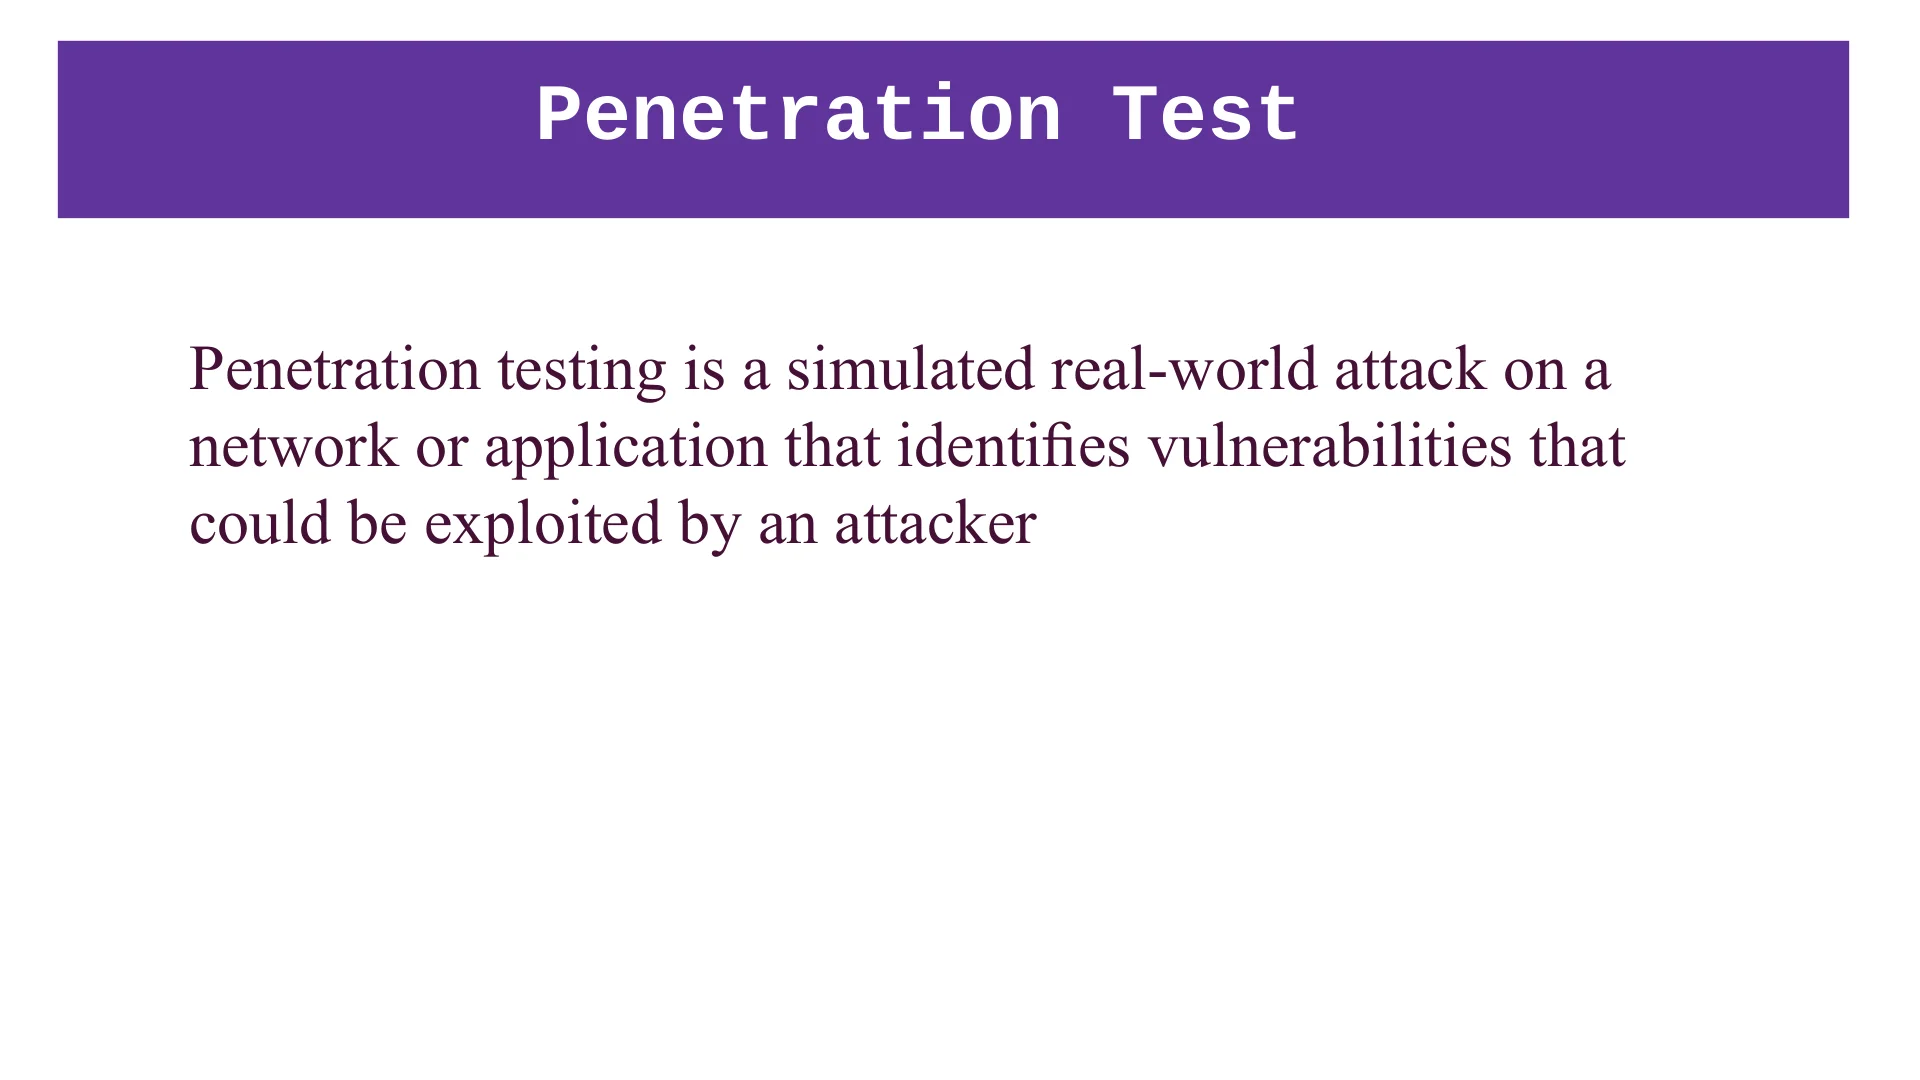 Penetration Test
Penetration testing is a simulated real-world attack on a
network or application that identifies vulnerabilities that
could be exploited by an attacker